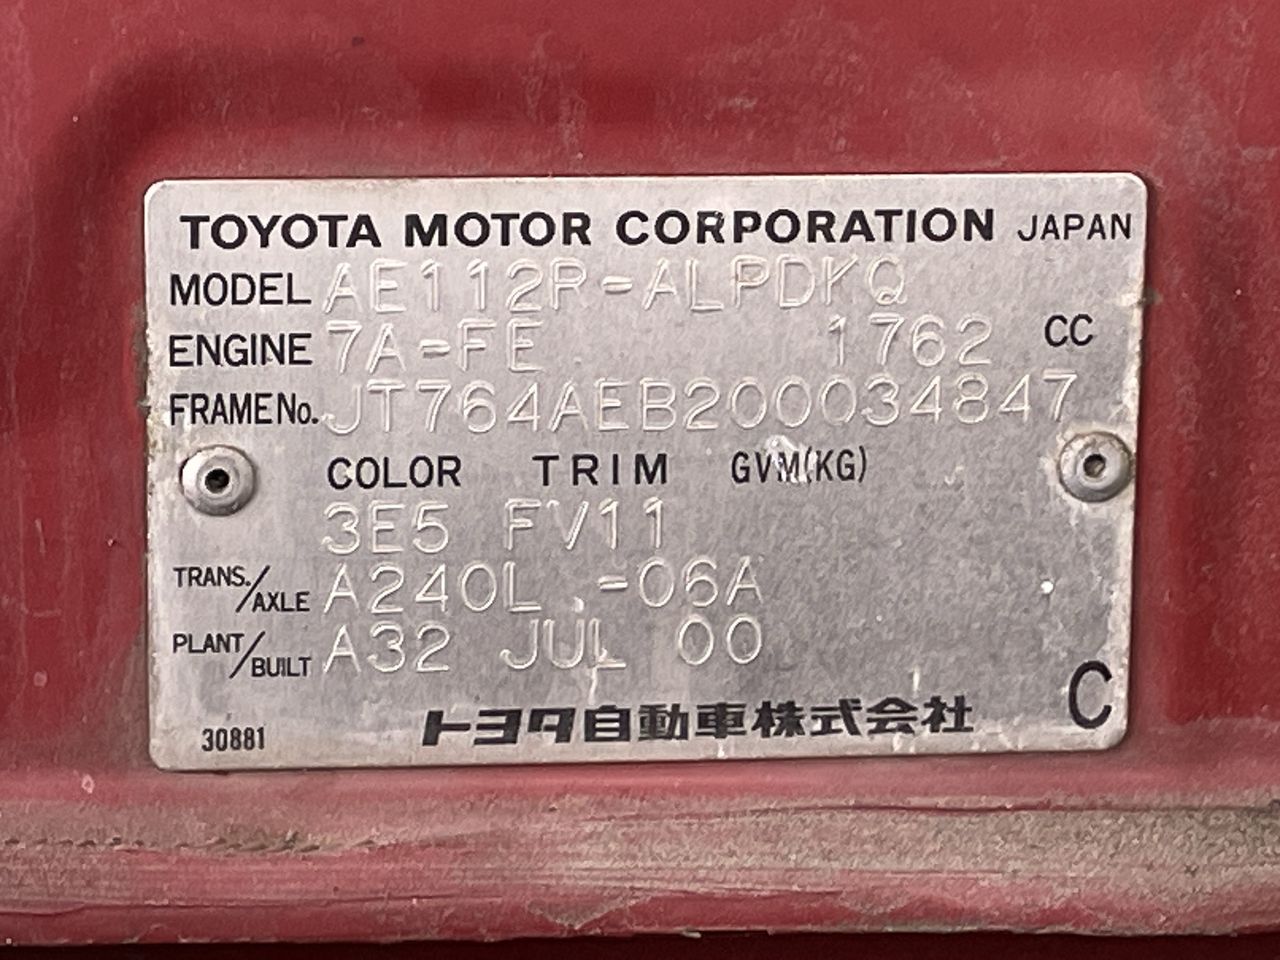 TOYOTA MOTOR CORPORATION JAPAN
MODEL AE112R-ALPDKQ
ENGINE 7A-FE 1762 CC
FRAME No. JT764AEB200034847
COLOR TRIM GVM(KG)
3E5 FV11
TRANS./AXLE A240L -06A
PLANT/BUILT A32 JUL 00
C
30881 トヨタ自動車株式会社